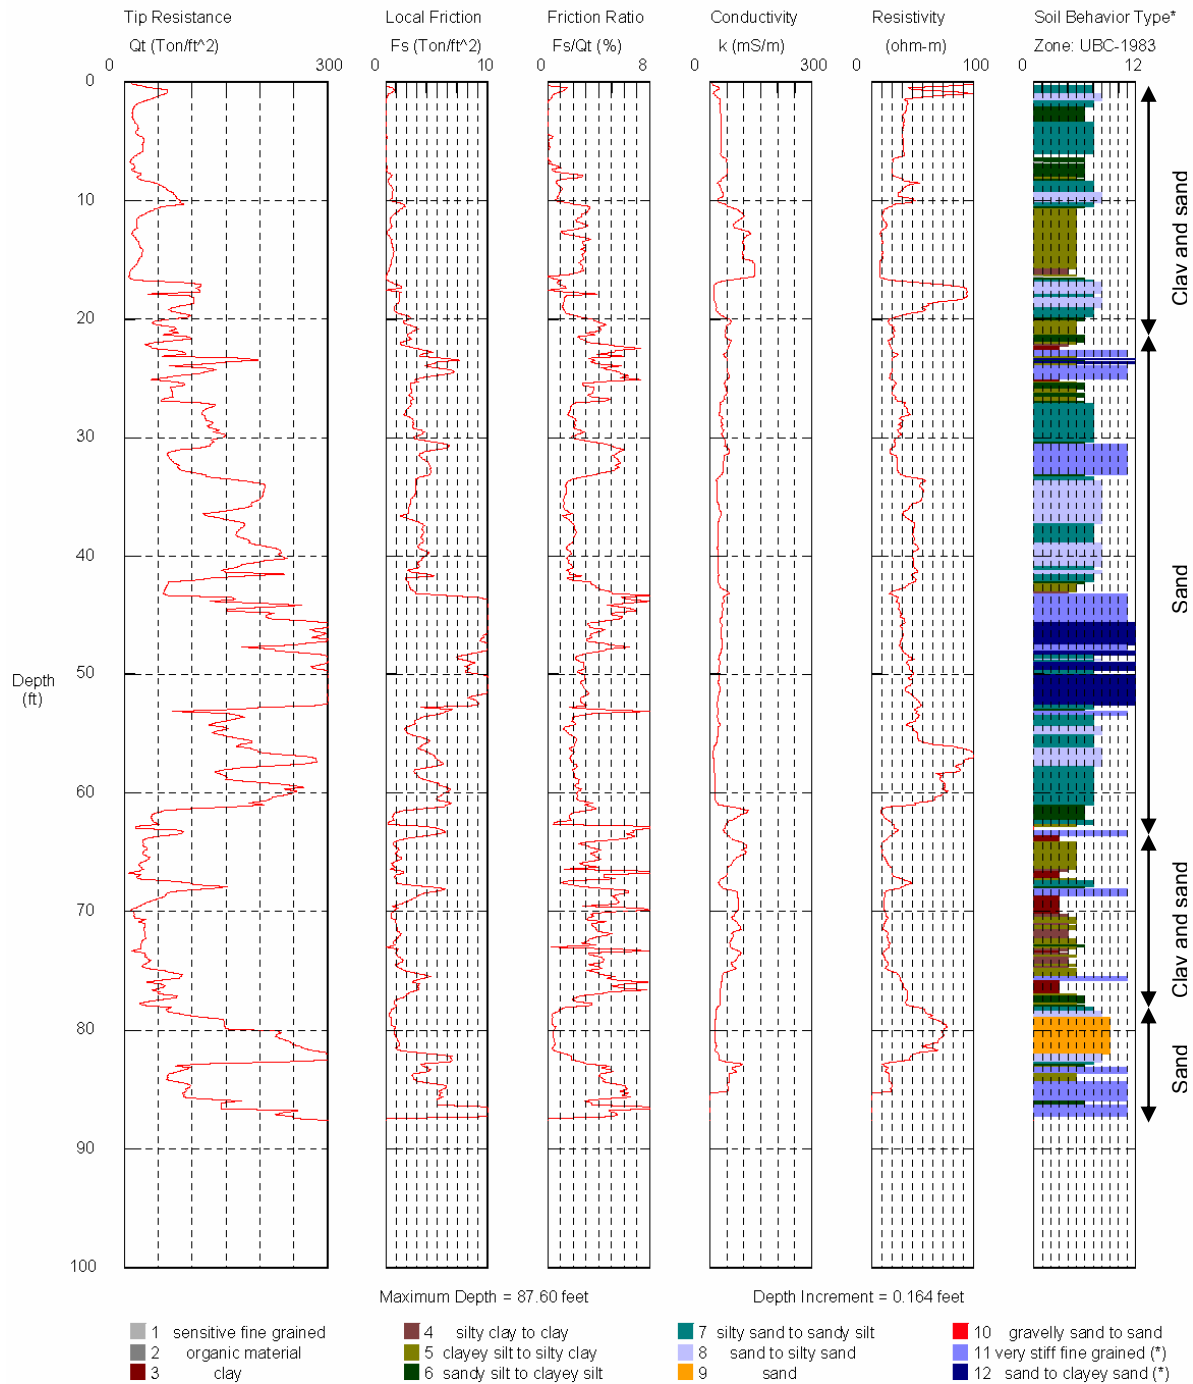 Tip Resistance
Qt (Ton/ft^2)
0 300
Local Friction
Fs (Ton/ft^2)
0 10
Friction Ratio
Fs/Qt (%)
0 8
Conductivity
k (mS/m)
0 300
Resistivity
(ohm-m)
0 100
Soil Behavior Type*
Zone: UBC-1983
0 12
0
10
20
30
40
50
Depth
(ft)
60
70
80
90
100
Clay and sand
Sand
Clay and sand
Sand
Maximum Depth = 87.60 feet
Depth Increment = 0.164 feet
1 sensitive fine grained
2 organic material
3 clay
4 silty clay to clay
5 clayey silt to silty clay
6 sandy silt to clayey silt
7 silty sand to sandy silt
8 sand to silty sand
9 sand
10 gravelly sand to sand
11 very stiff fine grained (*)
12 sand to clayey sand (*)